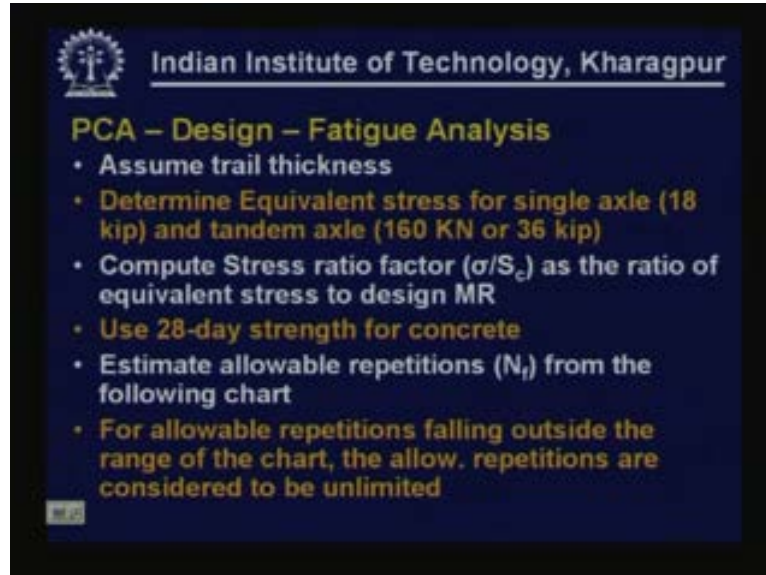 Indian Institute of Technology, Kharagpur
PCA – Design – Fatigue Analysis
• Assume trail thickness
• Determine Equivalent stress for single axle (18
kip) and tandem axle (160 KN or 36 kip)
• Compute Stress ratio factor (σ/Sc) as the ratio of
equivalent stress to design MR
• Use 28-day strength for concrete
• Estimate allowable repetitions (Nf) from the
following chart
• For allowable repetitions falling outside the
range of the chart, the allow. repetitions are
considered to be unlimited